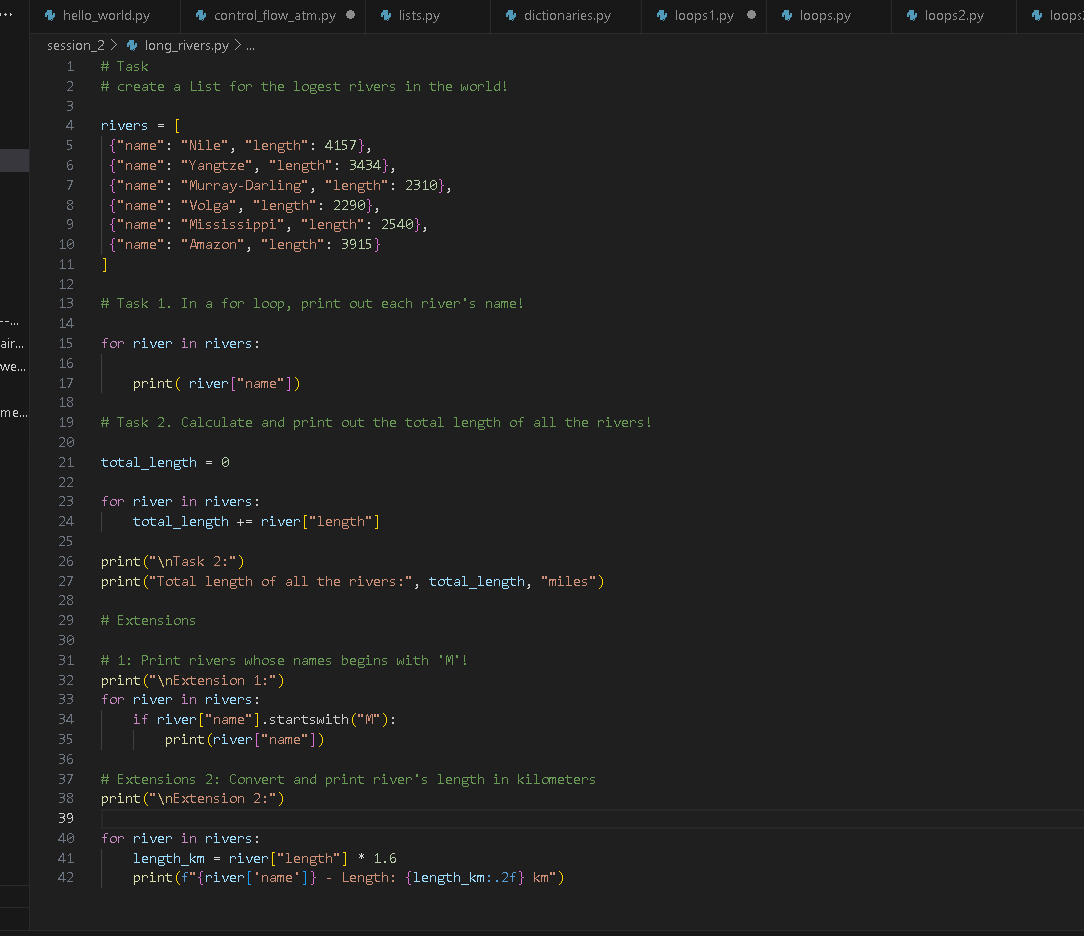 hello_world.py control_flow_atm.py lists.py dictionaries.py loops1.py loops.py loops2.py loops
session_2 > long_rivers.py > ...
1 # Task
2 # create a List for the logest rivers in the world!
3
4 rivers = [
5 {"name": "Nile", "length": 4157},
6 {"name": "Yangtze", "length": 3434},
7 {"name": "Murray-Darling", "length": 2310},
8 {"name": "Volga", "length": 2290},
9 {"name": "Mississippi", "length": 2540},
10 {"name": "Amazon", "length": 3915}
11 ]
12
13 # Task 1. In a for loop, print out each river's name!
14
15 for river in rivers:
16
17 print( river["name"])
18
19 # Task 2. Calculate and print out the total length of all the rivers!
20
21 total_length = 0
22
23 for river in rivers:
24 total_length += river["length"]
25
26 print("\nTask 2:")
27 print("Total length of all the rivers:", total_length, "miles")
28
29 # Extensions
30
31 # 1: Print rivers whose names begins with 'M'!
32 print("\nExtension 1:")
33 for river in rivers:
34 if river["name"].startswith("M"):
35 print(river["name"])
36
37 # Extensions 2: Convert and print river's length in kilometers
38 print("\nExtension 2:")
39
40 for river in rivers:
41 length_km = river["length"] * 1.6
42 print(f"{river['name']} - Length: {length_km:.2f} km")
--...
air...
we...
me...